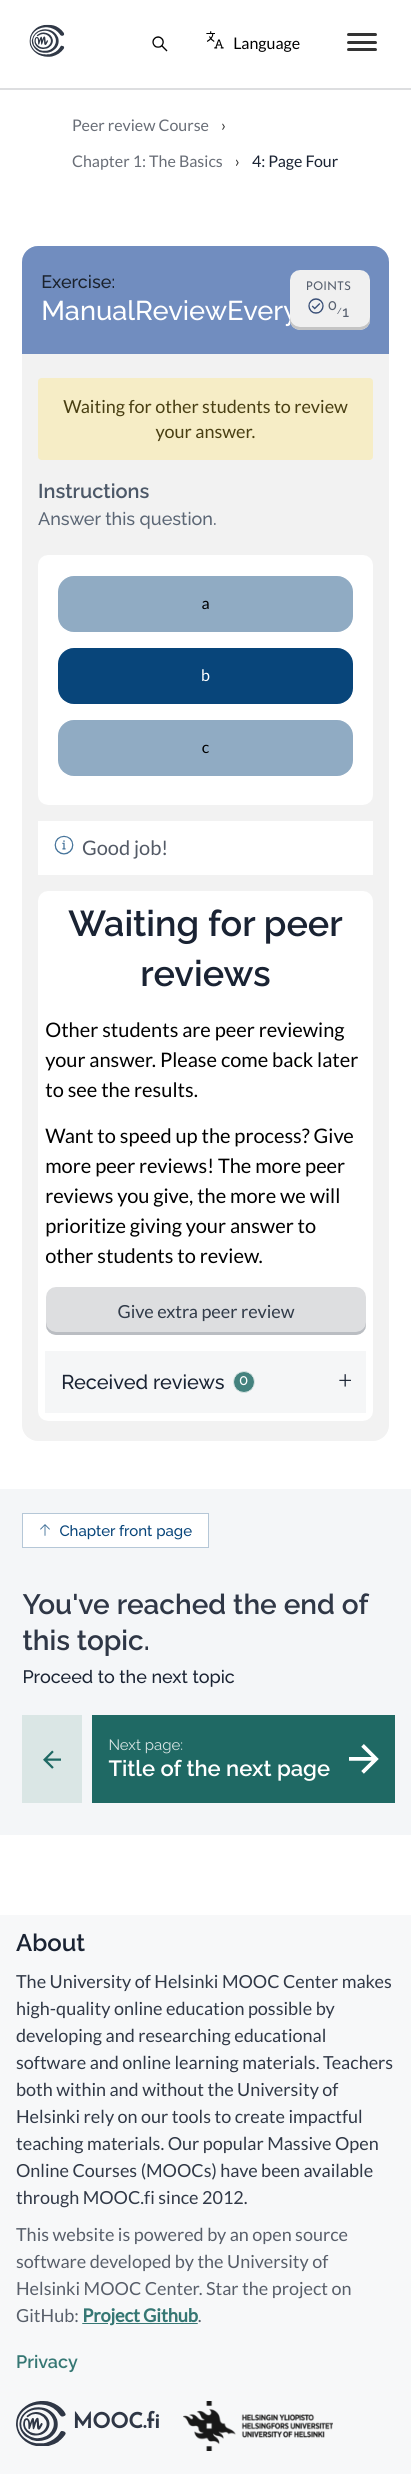 Language
Peer review Course ›
Chapter 1: The Basics › 4: Page Four
Exercise:
ManualReviewEvery
POINTS
0/1
Waiting for other students to review
your answer.
Instructions
Answer this question.
a
b
c
Good job!
Waiting for peer
reviews
Other students are peer reviewing
your answer. Please come back later
to see the results.
Want to speed up the process? Give
more peer reviews! The more peer
reviews you give, the more we will
prioritize giving your answer to
other students to review.
Give extra peer review
Received reviews 0 +
Chapter front page
You've reached the end of
this topic.
Proceed to the next topic
Next page:
Title of the next page
About
The University of Helsinki MOOC Center makes
high-quality online education possible by
developing and researching educational
software and online learning materials. Teachers
both within and without the University of
Helsinki rely on our tools to create impactful
teaching materials. Our popular Massive Open
Online Courses (MOOCs) have been available
through MOOC.fi since 2012.
This website is powered by an open source
software developed by the University of
Helsinki MOOC Center. Star the project on
GitHub: Project Github.
Privacy
MOOC.fi
HELSINGIN YLIOPISTO
HELSINGFORS UNIVERSITET
UNIVERSITY OF HELSINKI